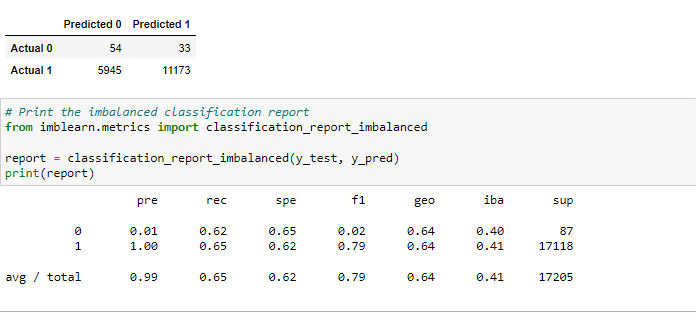 Predicted 0 Predicted 1
Actual 0 54 33
Actual 1 5945 11173
# Print the imbalanced classification report
from imblearn.metrics import classification_report_imbalanced
report = classification_report_imbalanced(y_test, y_pred)
print(report)
pre rec spe f1 geo iba sup
0 0.01 0.62 0.65 0.02 0.64 0.40 87
1 1.00 0.65 0.62 0.79 0.64 0.41 17118
avg / total 0.99 0.65 0.62 0.79 0.64 0.41 17205